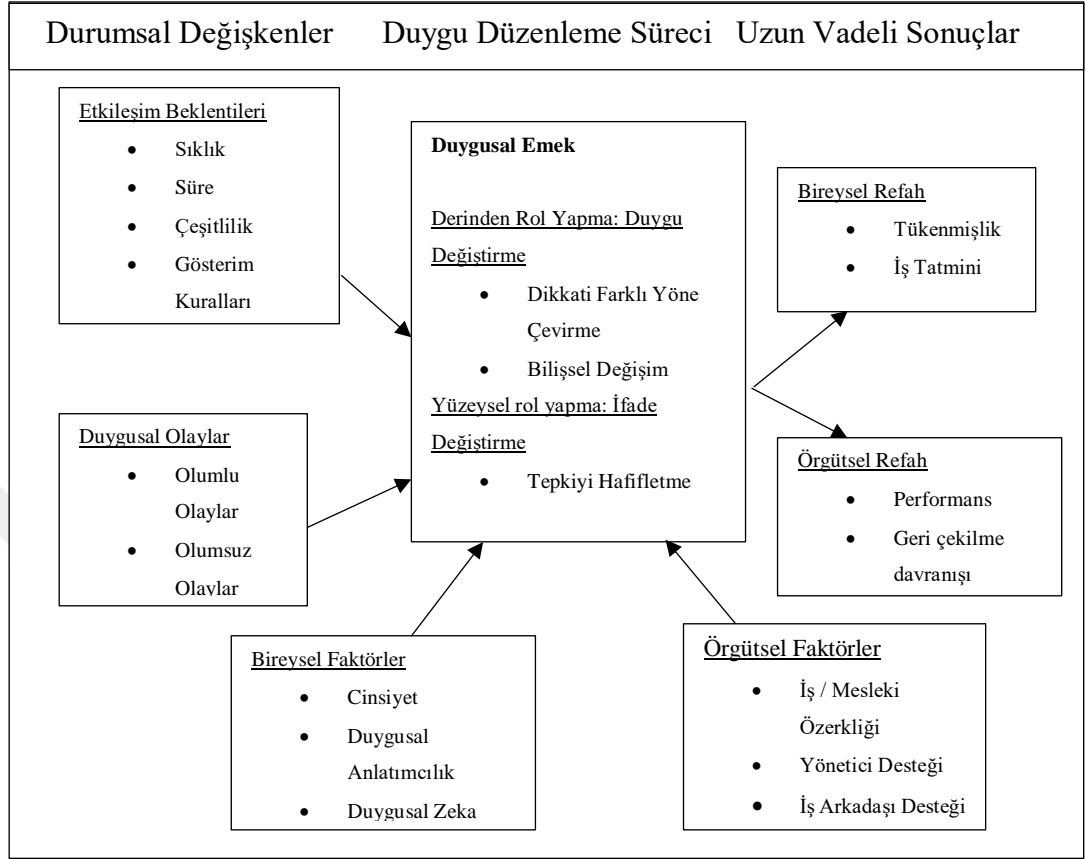 Durumsal Değişkenler Duygu Düzenleme Süreci Uzun Vadeli Sonuçlar
Etkileşim Beklentileri
• Sıklık
• Süre
• Çeşitlilik
• Gösterim
Kuralları
Duygusal Olaylar
• Olumlu
Olaylar
• Olumsuz
Olaylar
Duygusal Emek
Derinden Rol Yapma: Duygu
Değiştirme
• Dikkati Farklı Yöne
Çevirme
• Bilişsel Değişim
Yüzeysel rol yapma: İfade
Değiştirme
• Tepkiyi Hafifletme
Bireysel Refah
• Tükenmişlik
• İş Tatmini
Örgütsel Refah
• Performans
• Geri çekilme
davranışı
Bireysel Faktörler
• Cinsiyet
• Duygusal
Anlatımcılık
• Duygusal Zeka
Örgütsel Faktörler
• İş / Mesleki
Özerkliği
• Yönetici Desteği
• İş Arkadaşı Desteği